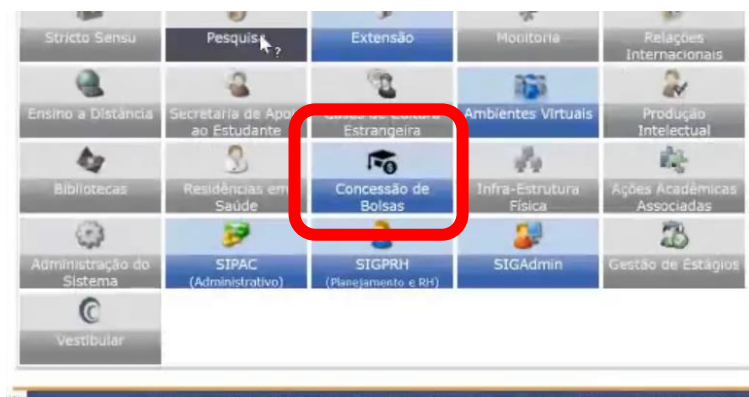 Stricto Sensu
Pesquisa
Extensão
Monitoria
Relações
Internacionais
Ensino a Distância
Secretaria de Apoio
ao Estudante
Estrangeira
Ambientes Virtuais
Produção
Intelectual
Bibliotecas
Residências em
Saúde
Concessão de
Bolsas
Infra-Estrutura
Física
Ações Acadêmicas
Associadas
Administração do
Sistema
SIPAC
(Administrativo)
SIGPRH
(Planejamento e RH)
SIGAdmin
Gestão de Estágios
Vestibular